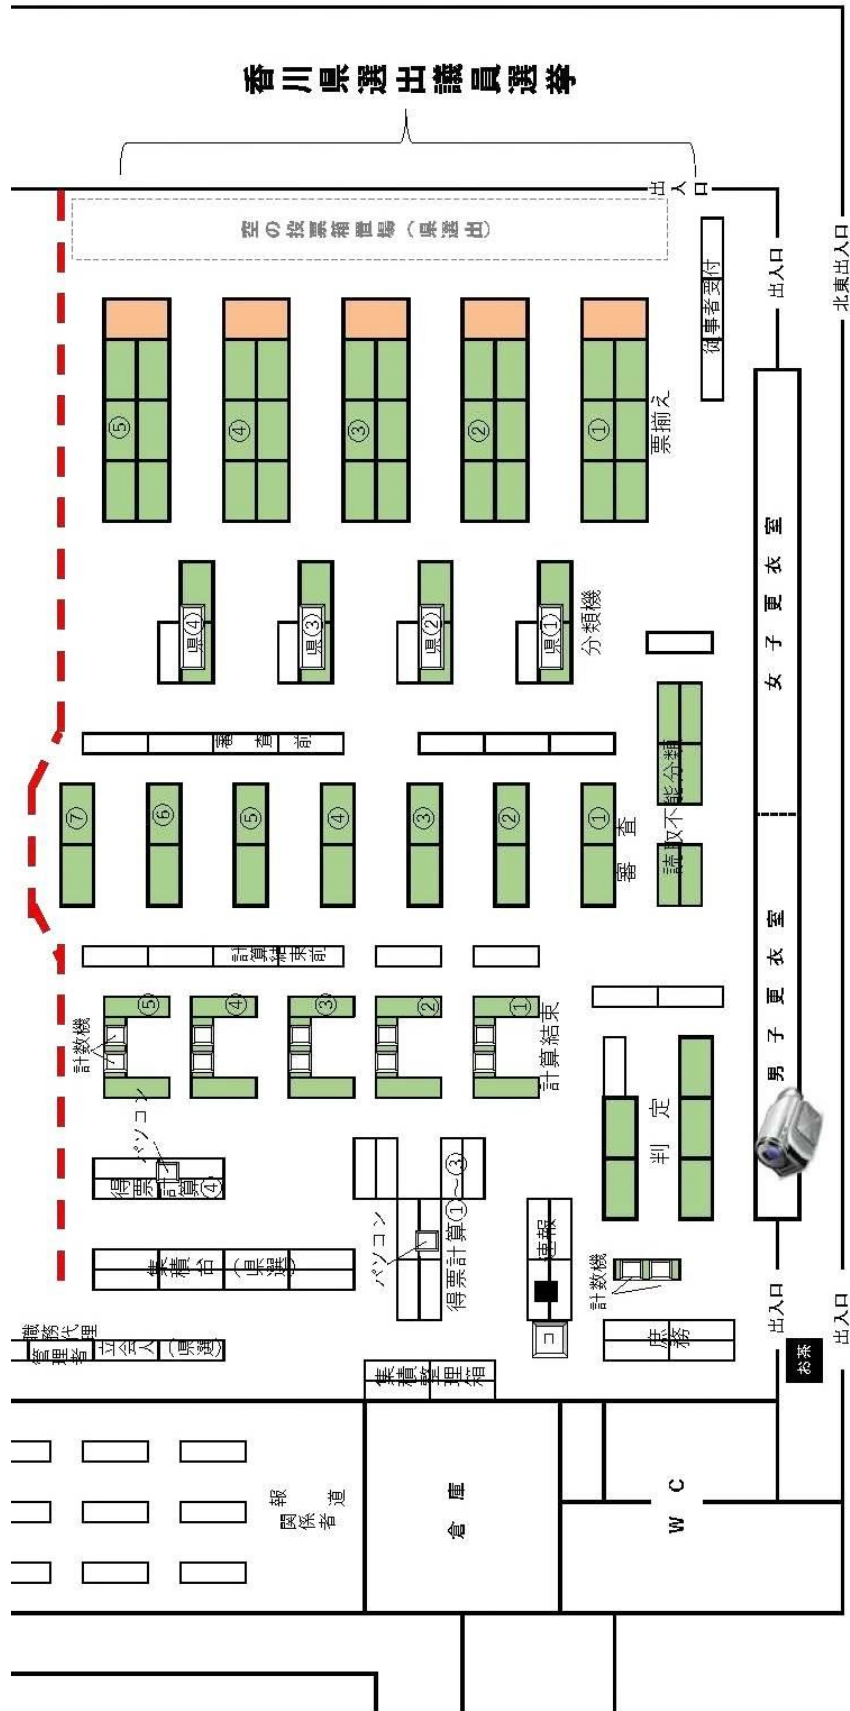 香川県選出議員選挙
出入口
空の投票箱置場(県選出)
従事者受付
出入口
北東出入口
⑤
④
③
②
①
票揃え
県④
県③
県②
県①
分類機
女子更衣室
審査前
⑦
⑥
⑤
④
③
②
①
審査
読取不能分類
計算結束前
⑤
④
③
②
①
計算結束
計数機
男子更衣室
判定
パソコン
得票計算④
パソコン
得票計算①~③
速報
計数機
集積台(県選)
コ
庶務
出入口
出入口
お茶
職務代理
管理者
立会人
(県選)
集積整理箱
報道
関係者
倉庫
WC